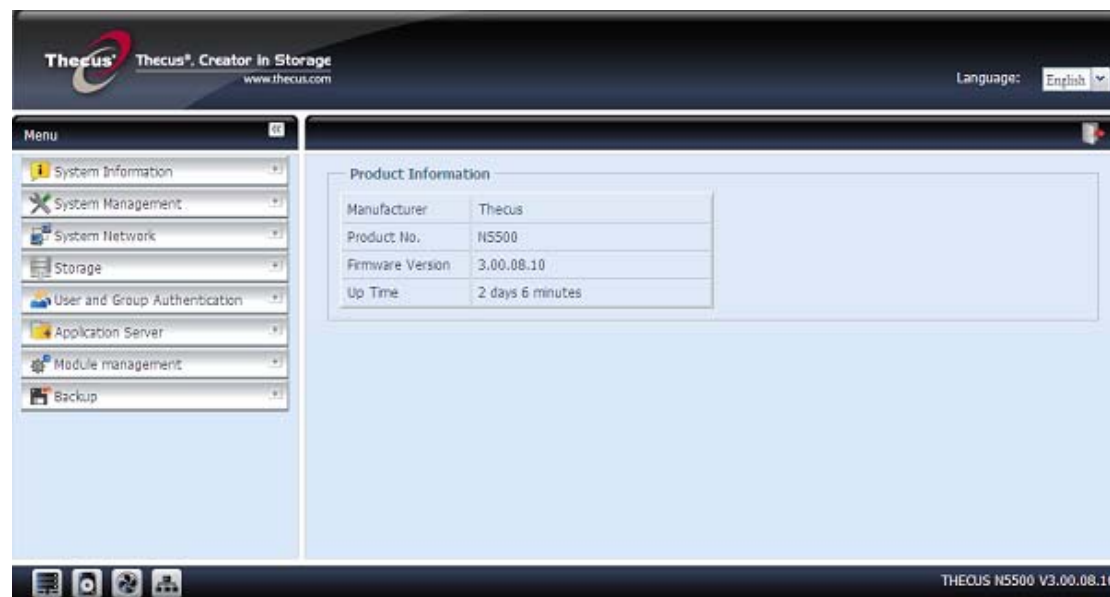 Thecus® Thecus®, Creator in Storage
www.thecus.com
Language: English
Menu
System Information
System Management
System Network
Storage
User and Group Authentication
Application Server
Module management
Backup
Product Information
Manufacturer Thecus
Product No. N5500
Firmware Version 3.00.08.10
Up Time 2 days 6 minutes
THECUS N5500 V3.00.08.10